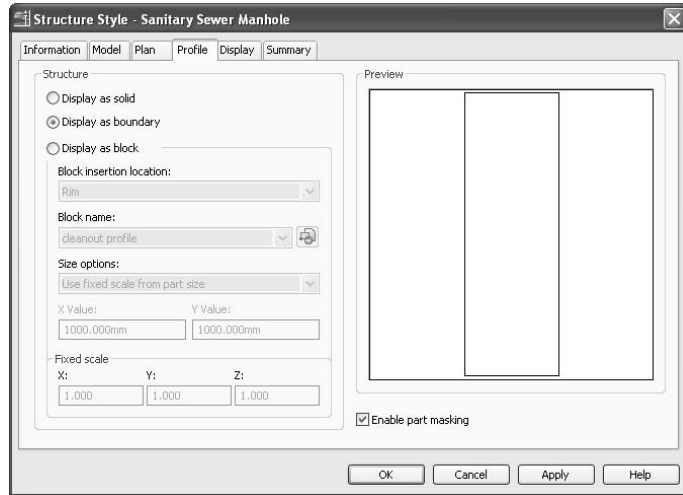 Structure Style - Sanitary Sewer Manhole
Information Model Plan Profile Display Summary
Structure
Display as solid
Display as boundary
Display as block
Block insertion location:
Rim
Block name:
cleanout profile
Size options:
Use fixed scale from part size
X Value: Y Value:
1000.000mm 1000.000mm
Fixed scale
X: Y: Z:
1.000 1.000 1.000
Preview
Enable part masking
OK Cancel Apply Help